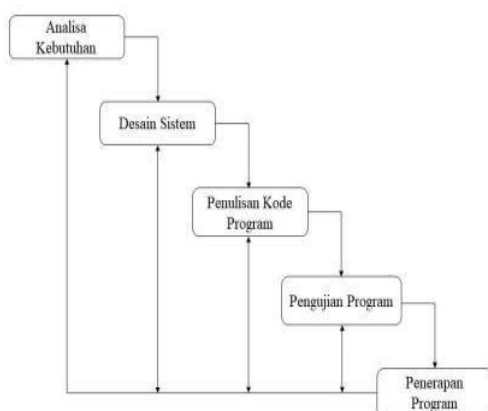 Analisa
Kebutuhan
Desain Sistem
Penulisan Kode
Program
Pengujian Program
Penerapan
Program